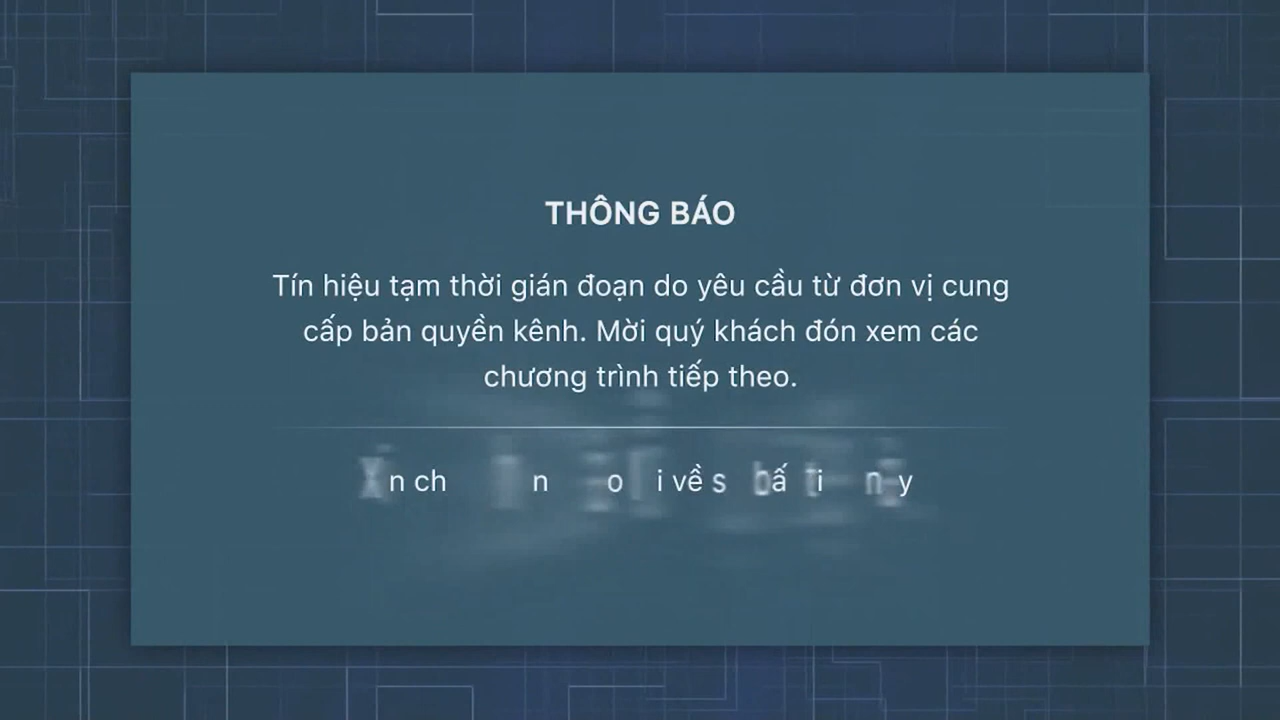 THÔNG BÁO
Tín hiệu tạm thời gián đoạn do yêu cầu từ đơn vị cung
cấp bản quyền kênh. Mời quý khách đón xem các
chương trình tiếp theo.
về